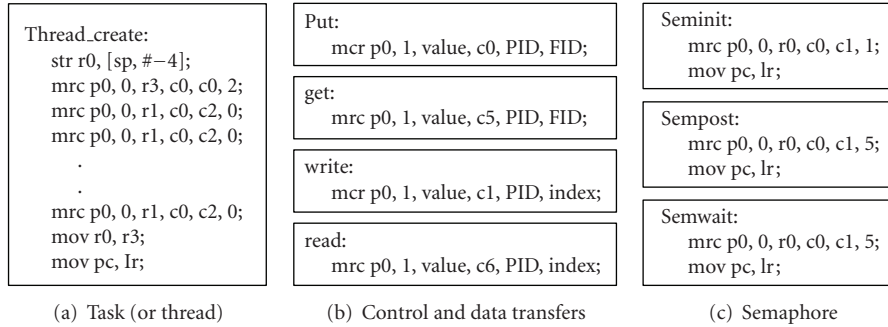 Thread_create:
str r0, [sp, #−4];
mrc p0, 0, r3, c0, c0, 2;
mrc p0, 0, r1, c0, c2, 0;
mrc p0, 0, r1, c0, c2, 0;
.
.
mrc p0, 0, r1, c0, c2, 0;
mov r0, r3;
mov pc, Ir;
(a) Task (or thread)
Put:
mcr p0, 1, value, c0, PID, FID;
get:
mrc p0, 1, value, c5, PID, FID;
write:
mcr p0, 1, value, c1, PID, index;
read:
mrc p0, 1, value, c6, PID, index;
(b) Control and data transfers
Seminit:
mrc p0, 0, r0, c0, c1, 1;
mov pc, lr;
Sempost:
mrc p0, 0, r0, c0, c1, 5;
mov pc, lr;
Semwait:
mrc p0, 0, r0, c0, c1, 5;
mov pc, lr;
(c) Semaphore